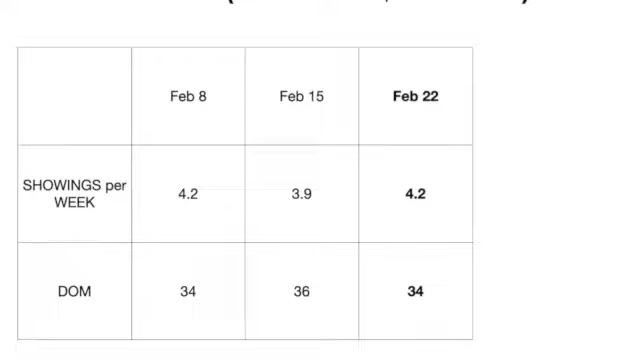 Feb 8 Feb 15 Feb 22
SHOWINGS per
WEEK
4.2 3.9 4.2
DOM 34 36 34